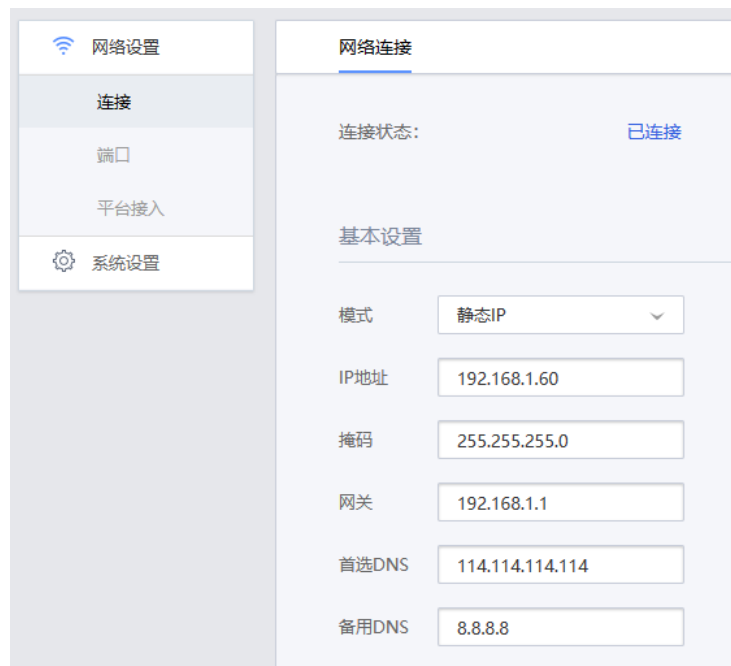 网络设置
连接
端口
平台接入
系统设置
网络连接
连接状态: 已连接
基本设置
模式 静态IP
IP地址 192.168.1.60
掩码 255.255.255.0
网关 192.168.1.1
首选DNS 114.114.114.114
备用DNS 8.8.8.8